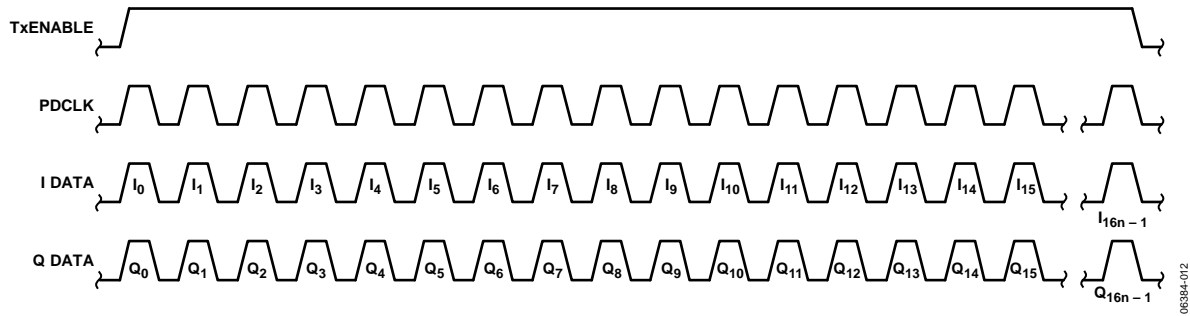 TxENABLE
PDCLK
I DATA
I0 I1 I2 I3 I4 I5 I6 I7 I8 I9 I10 I11 I12 I13 I14 I15
I16n – 1
Q DATA
Q0 Q1 Q2 Q3 Q4 Q5 Q6 Q7 Q8 Q9 Q10 Q11 Q12 Q13 Q14 Q15
Q16n – 1
06384-012